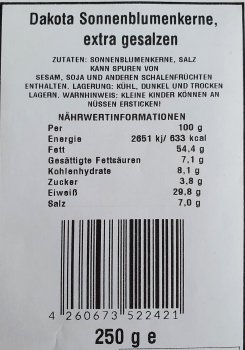 Dakota Sonnenblumenkerne,
extra gesalzen
ZUTATEN: SONNENBLUMENKERNE, SALZ
KANN SPUREN VON
SESAM, SOJA UND ANDEREN SCHALENFRÜCHTEN
ENTHALTEN. LAGERUNG: KÜHL, DUNKEL UND TROCKEN
LAGERN. WARNHINWEIS: KLEINE KINDER KÖNNEN AN
NÜSSEN ERSTICKEN!
NÄHRWERTINFORMATIONEN
Per 100 g
Energie 2651 kj/ 633 kcal
Fett 54,4 g
Gesättigte Fettsäuren 7,1 g
Kohlenhydrate 8,1 g
Zucker 3,8 g
Eiweiß 29,8 g
Salz 7,0 g
4 260673 522421
250 g e